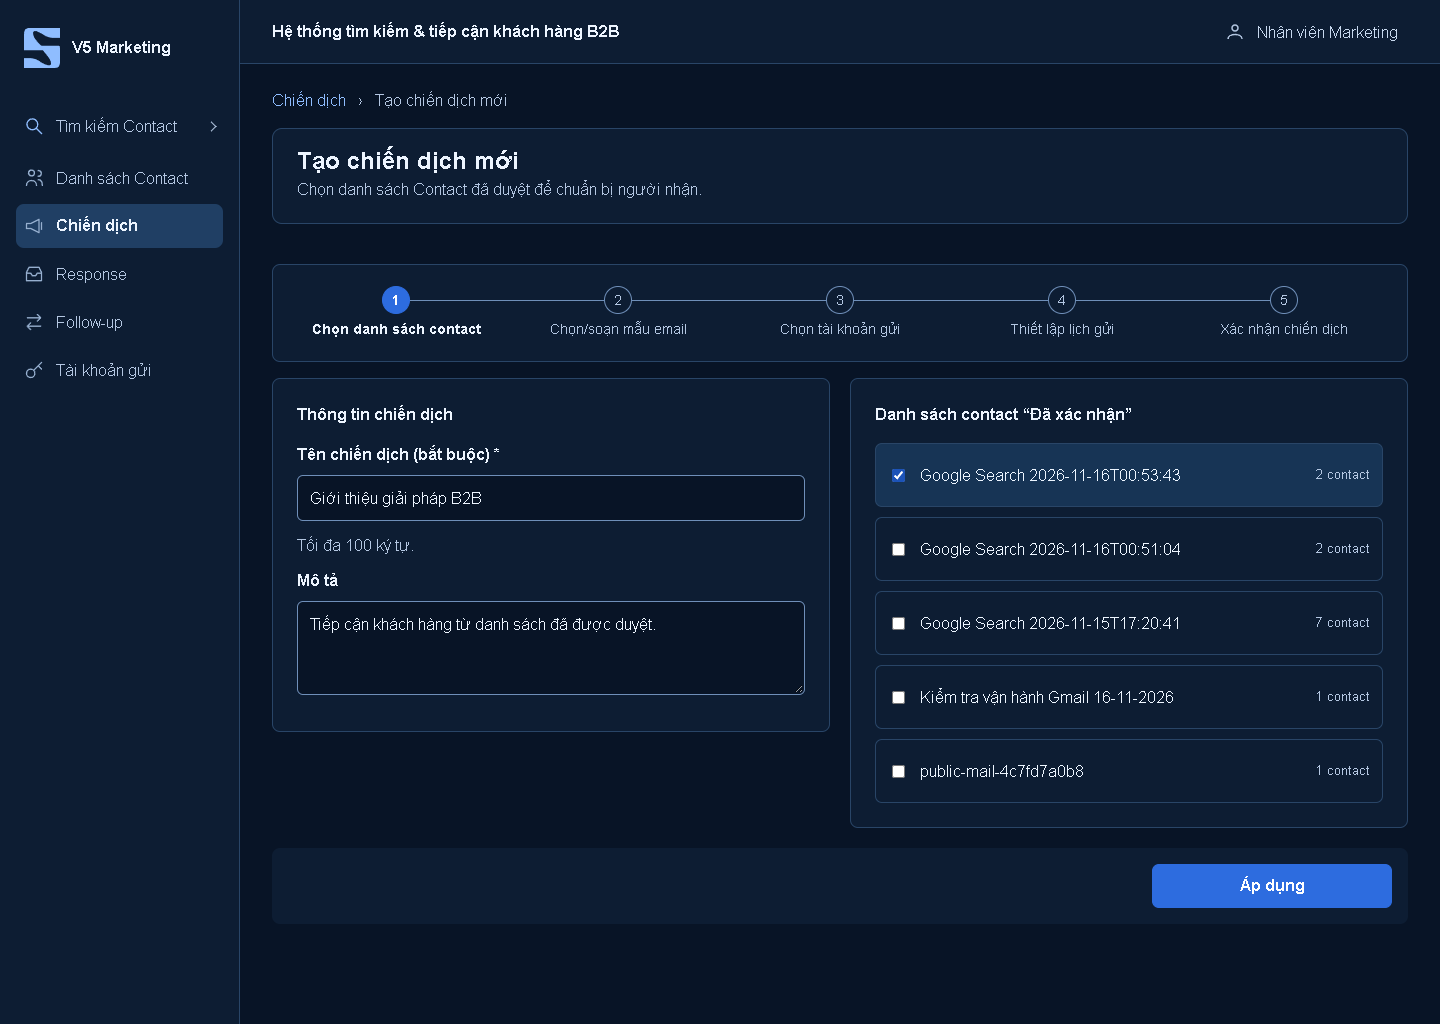 V5 Marketing
Hệ thống tìm kiếm & tiếp cận khách hàng B2B
Nhân viên Marketing
Tìm kiếm Contact
Danh sách Contact
Chiến dịch
Response
Follow-up
Tài khoản gửi
Chiến dịch › Tạo chiến dịch mới
Tạo chiến dịch mới
Chọn danh sách Contact đã duyệt để chuẩn bị người nhận.
1
Chọn danh sách contact
2
Chọn/soạn mẫu email
3
Chọn tài khoản gửi
4
Thiết lập lịch gửi
5
Xác nhận chiến dịch
Thông tin chiến dịch
Tên chiến dịch (bắt buộc) *
Giới thiệu giải pháp B2B
Tối đa 100 ký tự.
Mô tả
Tiếp cận khách hàng từ danh sách đã được duyệt.
Danh sách contact “Đã xác nhận”
Google Search 2026-11-16T00:53:43 2 contact
Google Search 2026-11-16T00:51:04 2 contact
Google Search 2026-11-15T17:20:41 7 contact
Kiểm tra vận hành Gmail 16-11-2026 1 contact
public-mail-4c7fd7a0b8 1 contact
Áp dụng